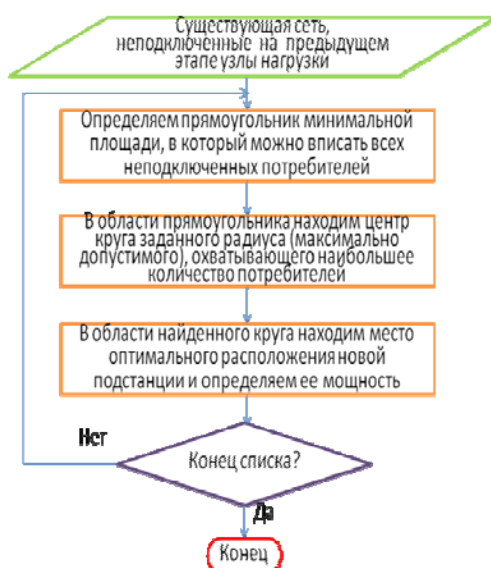 Существующая сеть,
неподключенные на предыдущем
этапе узлы нагрузки
Определяем прямоугольник минимальной
площади, в который можно вписать всех
неподключенных потребителей
В области прямоугольника находим центр
круга заданного радиуса (максимально
допустимого), охватывающего наибольшее
количество потребителей
В области найденного круга находим место
оптимального расположения новой
подстанции и определяем ее мощность
Нет
Конец списка?
Да
Конец